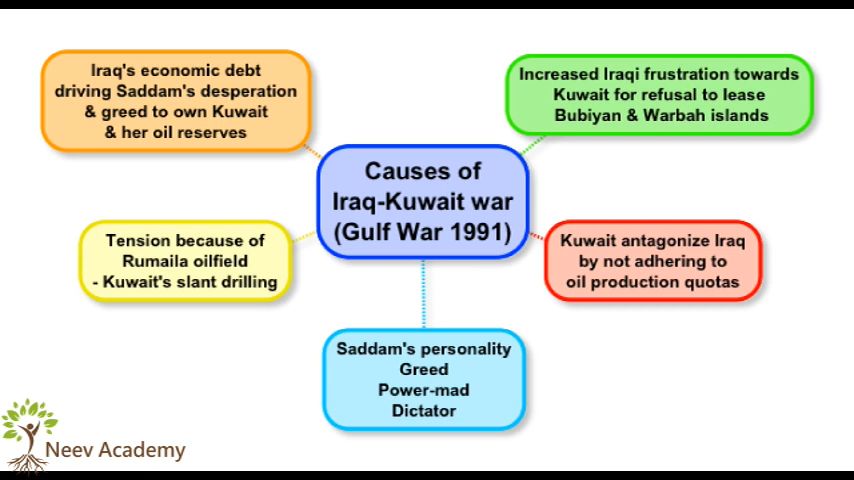 Iraq's economic debt
driving Saddam's desperation
& greed to own Kuwait
& her oil reserves
Increased Iraqi frustration towards
Kuwait for refusal to lease
Bubiyan & Warbah islands
Causes of
Iraq-Kuwait war
(Gulf War 1991)
Tension because of
Rumaila oilfield
- Kuwait's slant drilling
Kuwait antagonize Iraq
by not adhering to
oil production quotas
Saddam's personality
Greed
Power-mad
Dictator
Neev Academy